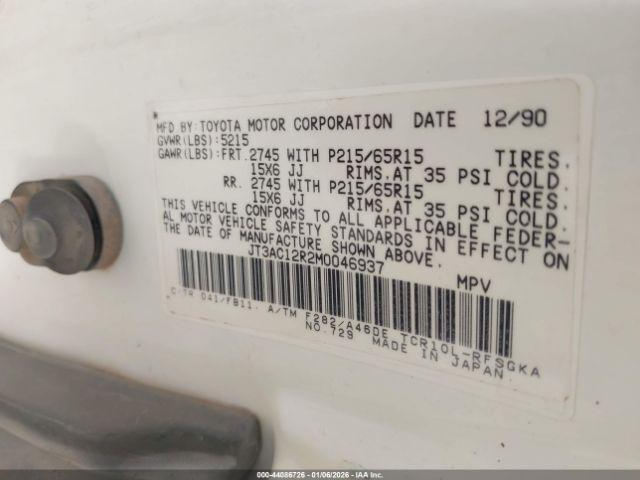 MFD BY: TOYOTA MOTOR CORPORATION DATE 12/90
GVWR(LBS): 5215
GAWR(LBS): FRT. 2745 WITH P215/65R15 TIRES.
15X6 JJ RIMS. AT 35 PSI COLD.
RR. 2745 WITH P215/65R15 TIRES.
15X6 JJ RIMS. AT 35 PSI COLD.
THIS VEHICLE CONFORMS TO ALL APPLICABLE FEDER-
AL MOTOR VEHICLE SAFETY STANDARDS IN EFFECT ON
THE DATE OF MANUFACTURE SHOWN ABOVE.
JT3AC12R2M0046937 MPV
C/TR 041/FB11. A/TM F282/A46DE TCR10L-RFSGKA
NO.729 MADE IN JAPAN
000-44086726 - 01/06/2026 - IAA Inc.